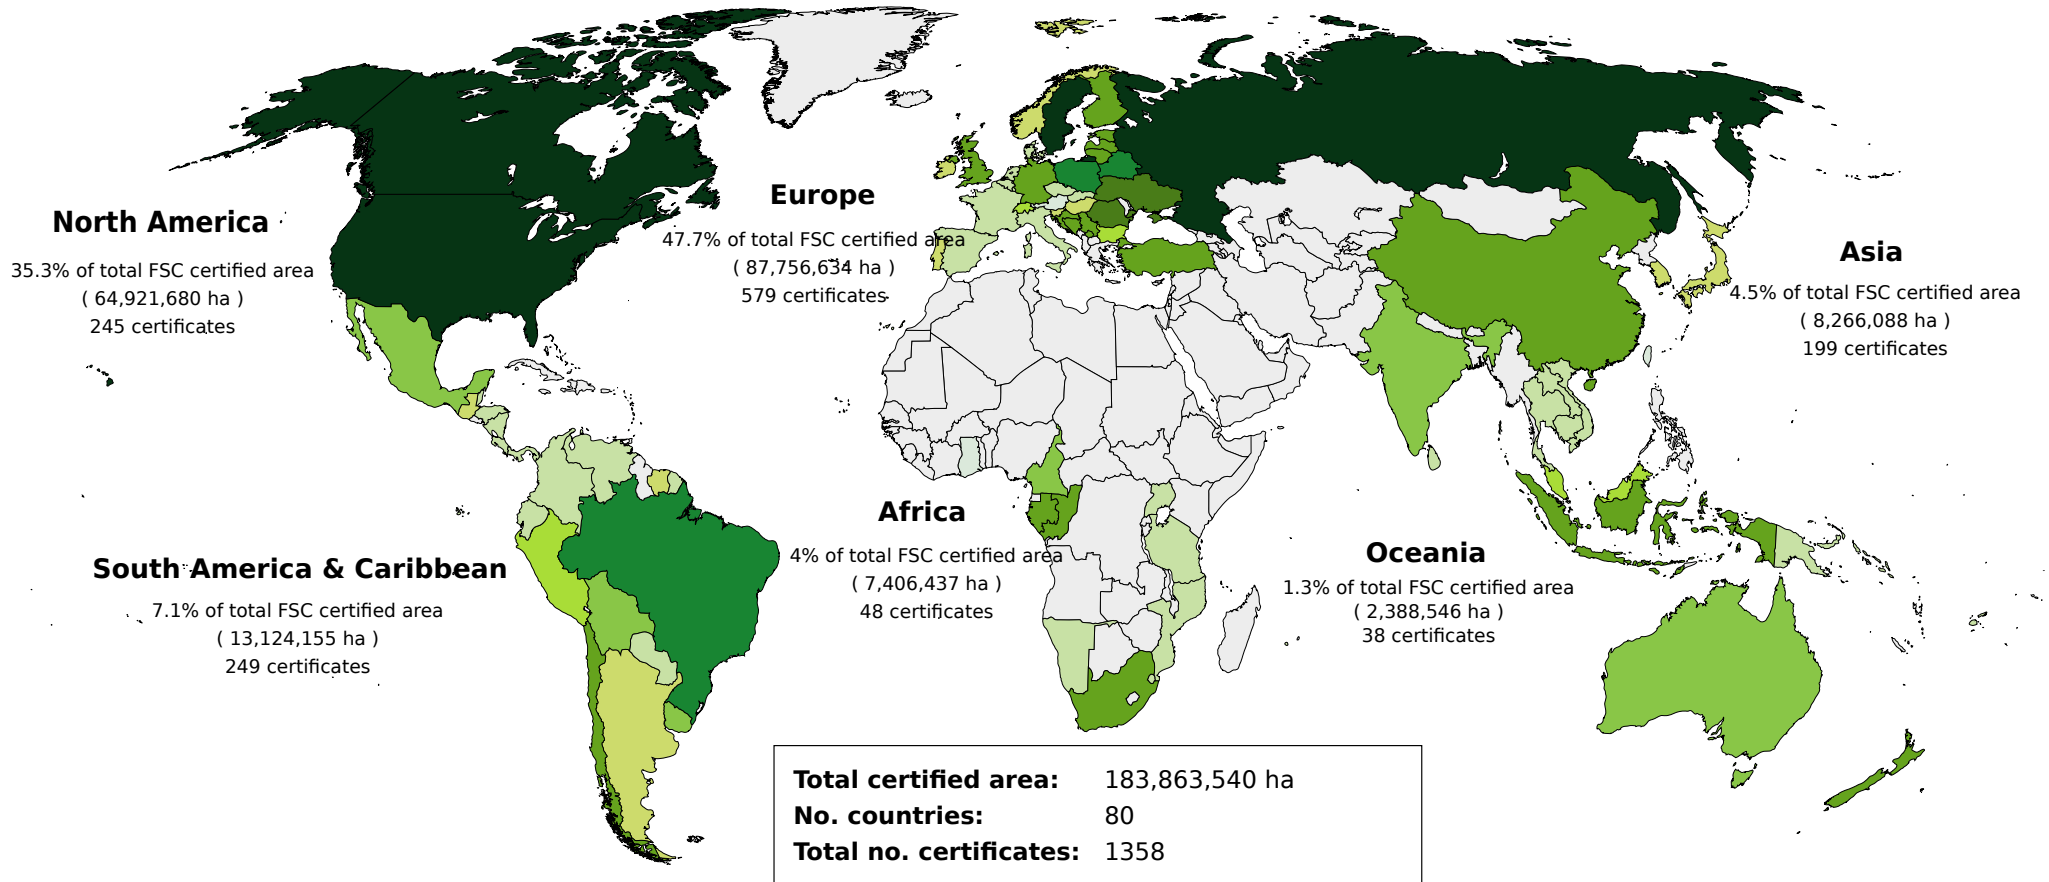 North America
35.3% of total FSC certified area
( 64,921,680 ha )
245 certificates
Europe
47.7% of total FSC certified area
( 87,756,634 ha )
579 certificates
Asia
4.5% of total FSC certified area
( 8,266,088 ha )
199 certificates
South America & Caribbean
7.1% of total FSC certified area
( 13,124,155 ha )
249 certificates
Africa
4% of total FSC certified area
( 7,406,437 ha )
48 certificates
Oceania
1.3% of total FSC certified area
( 2,388,546 ha )
38 certificates
Total certified area: 183,863,540 ha
No. countries: 80
Total no. certificates: 1358